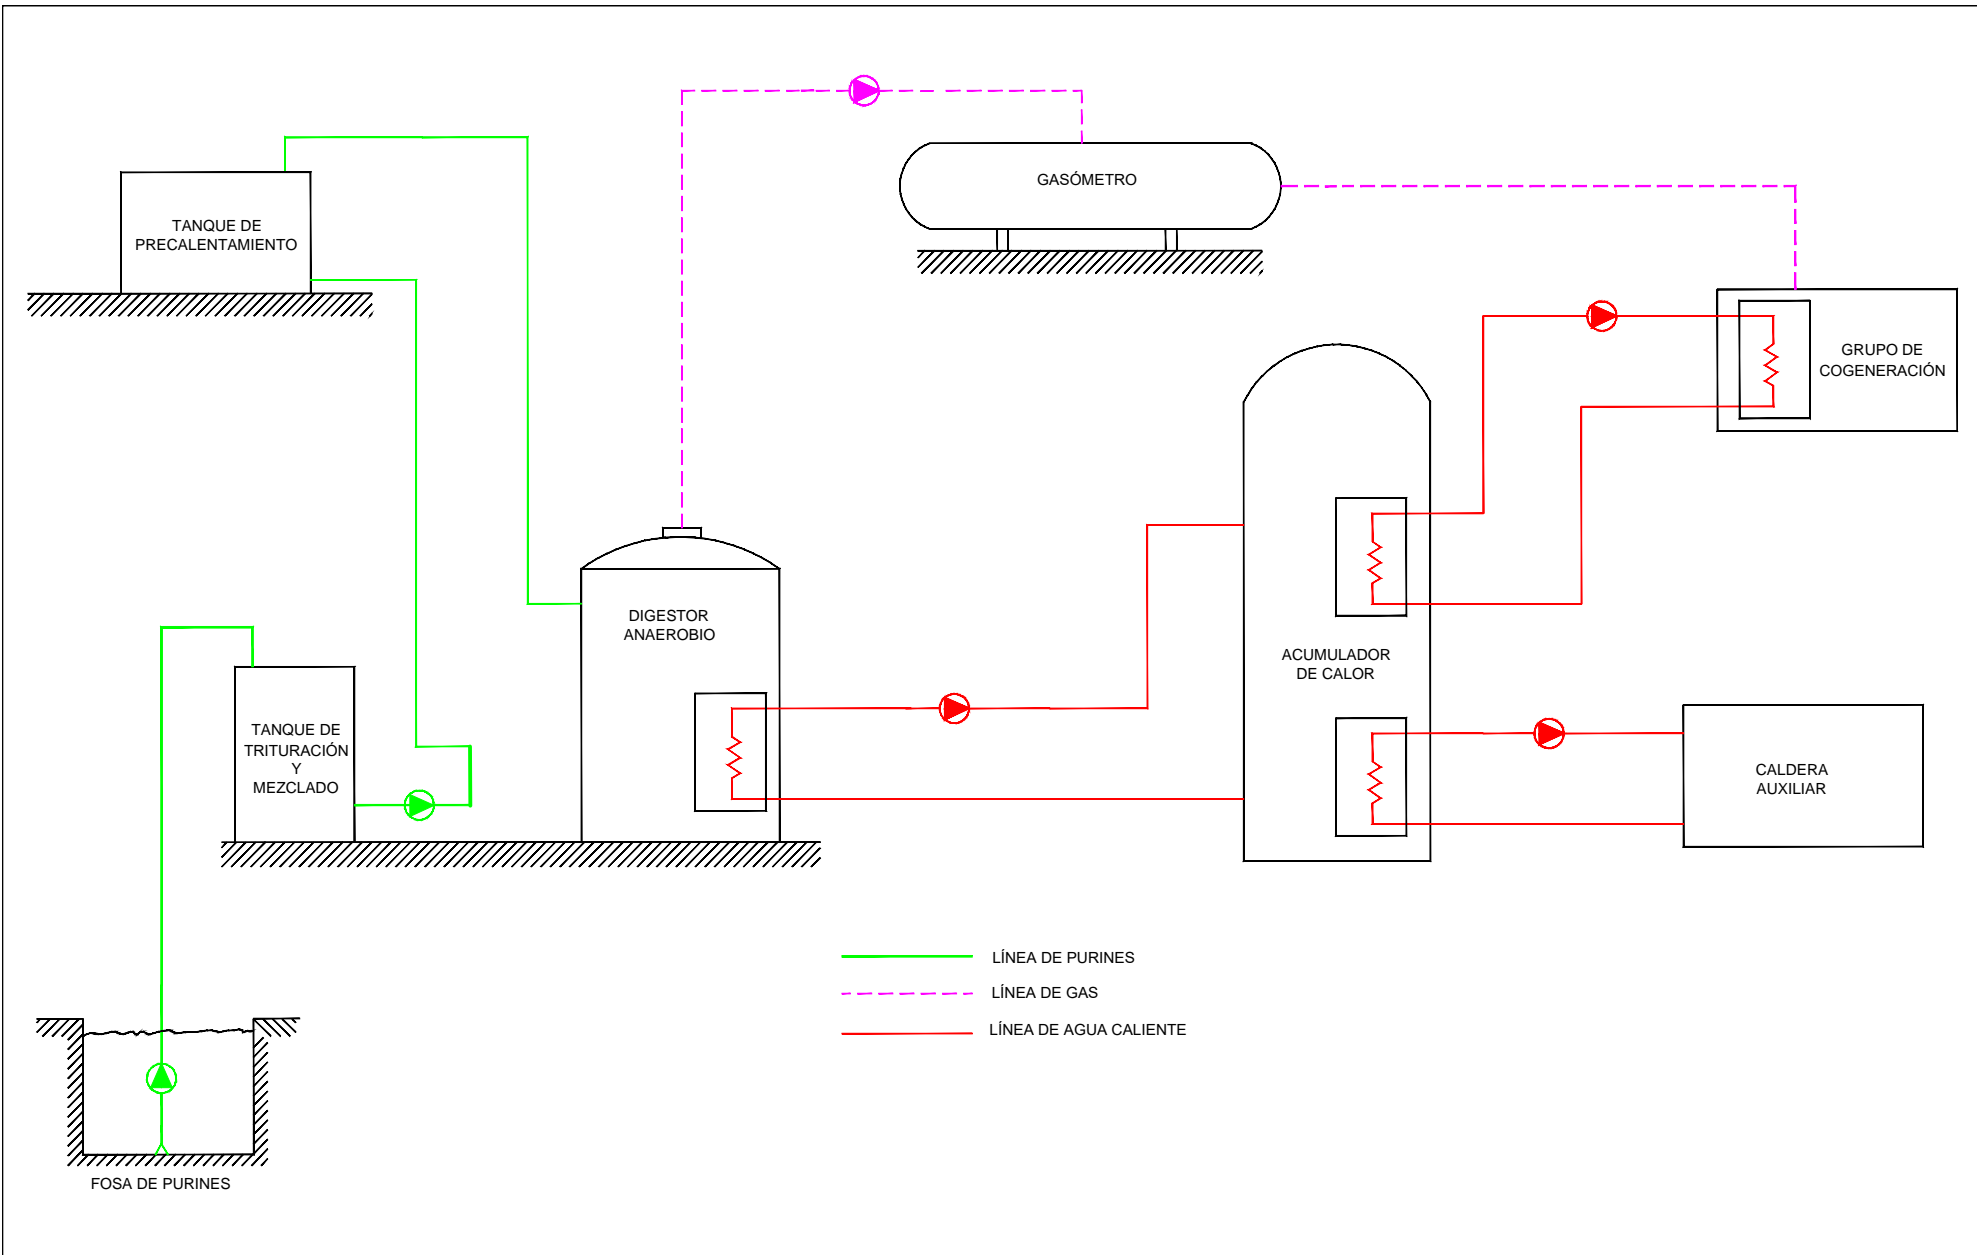 GASÓMETRO
TANQUE DE
PRECALENTAMIENTO
GRUPO DE
COGENERACIÓN
DIGESTOR
ANAEROBIO
ACUMULADOR
DE CALOR
TANQUE DE
TRITURACIÓN
Y
MEZCLADO
CALDERA
AUXILIAR
LÍNEA DE PURINES
LÍNEA DE GAS
LÍNEA DE AGUA CALIENTE
FOSA DE PURINES